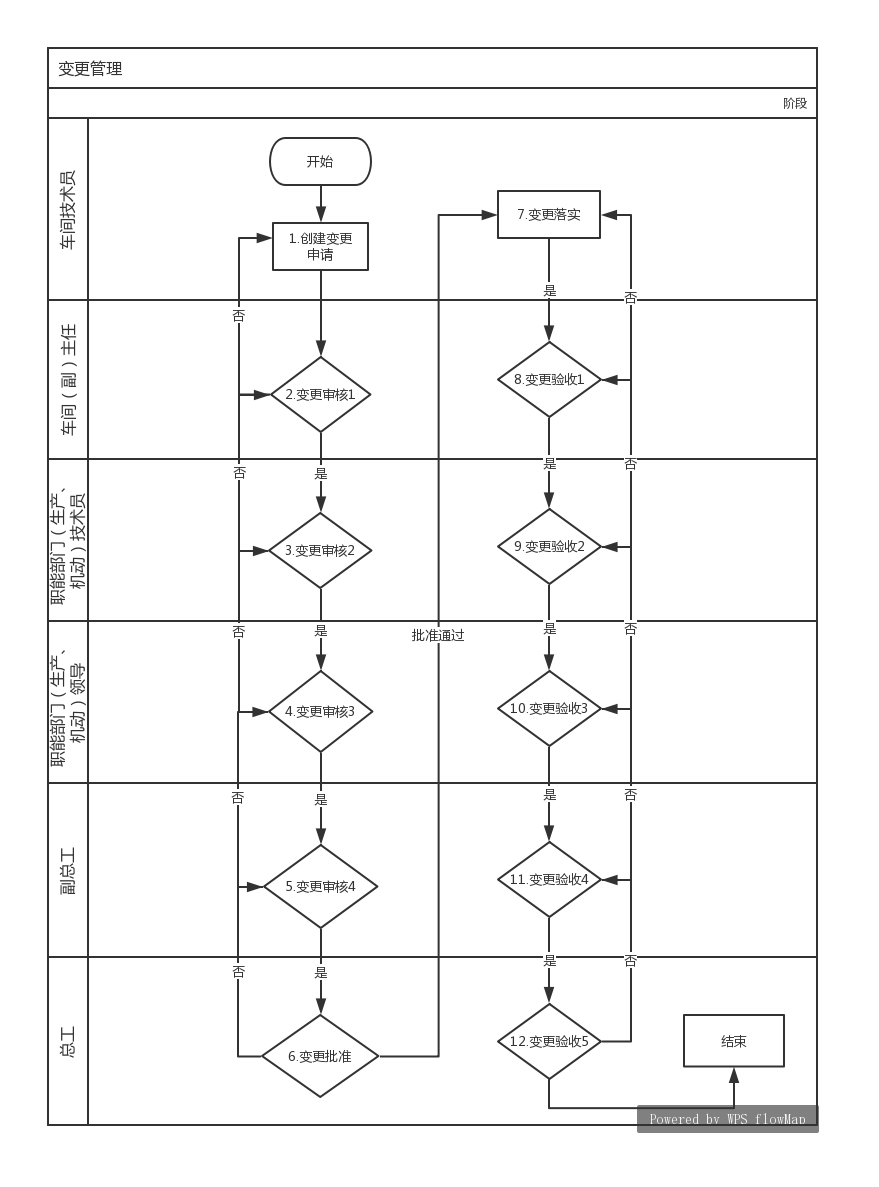 变更管理
阶段
车间技术员
开始
1.创建变更
申请
7.变更落实
是
否
车间（副）主任
否
2.变更审核1
8.变更验收1
否
是
是
否
职能部门（生产、
机动）技术员
3.变更审核2
9.变更验收2
否
是
批准通过
是
否
职能部门（生产、
机动）领导
4.变更审核3
10.变更验收3
否
是
是
否
副总工
5.变更审核4
11.变更验收4
否
是
是
否
总工
6.变更批准
12.变更验收5
结束
Powered by WPS flowMap